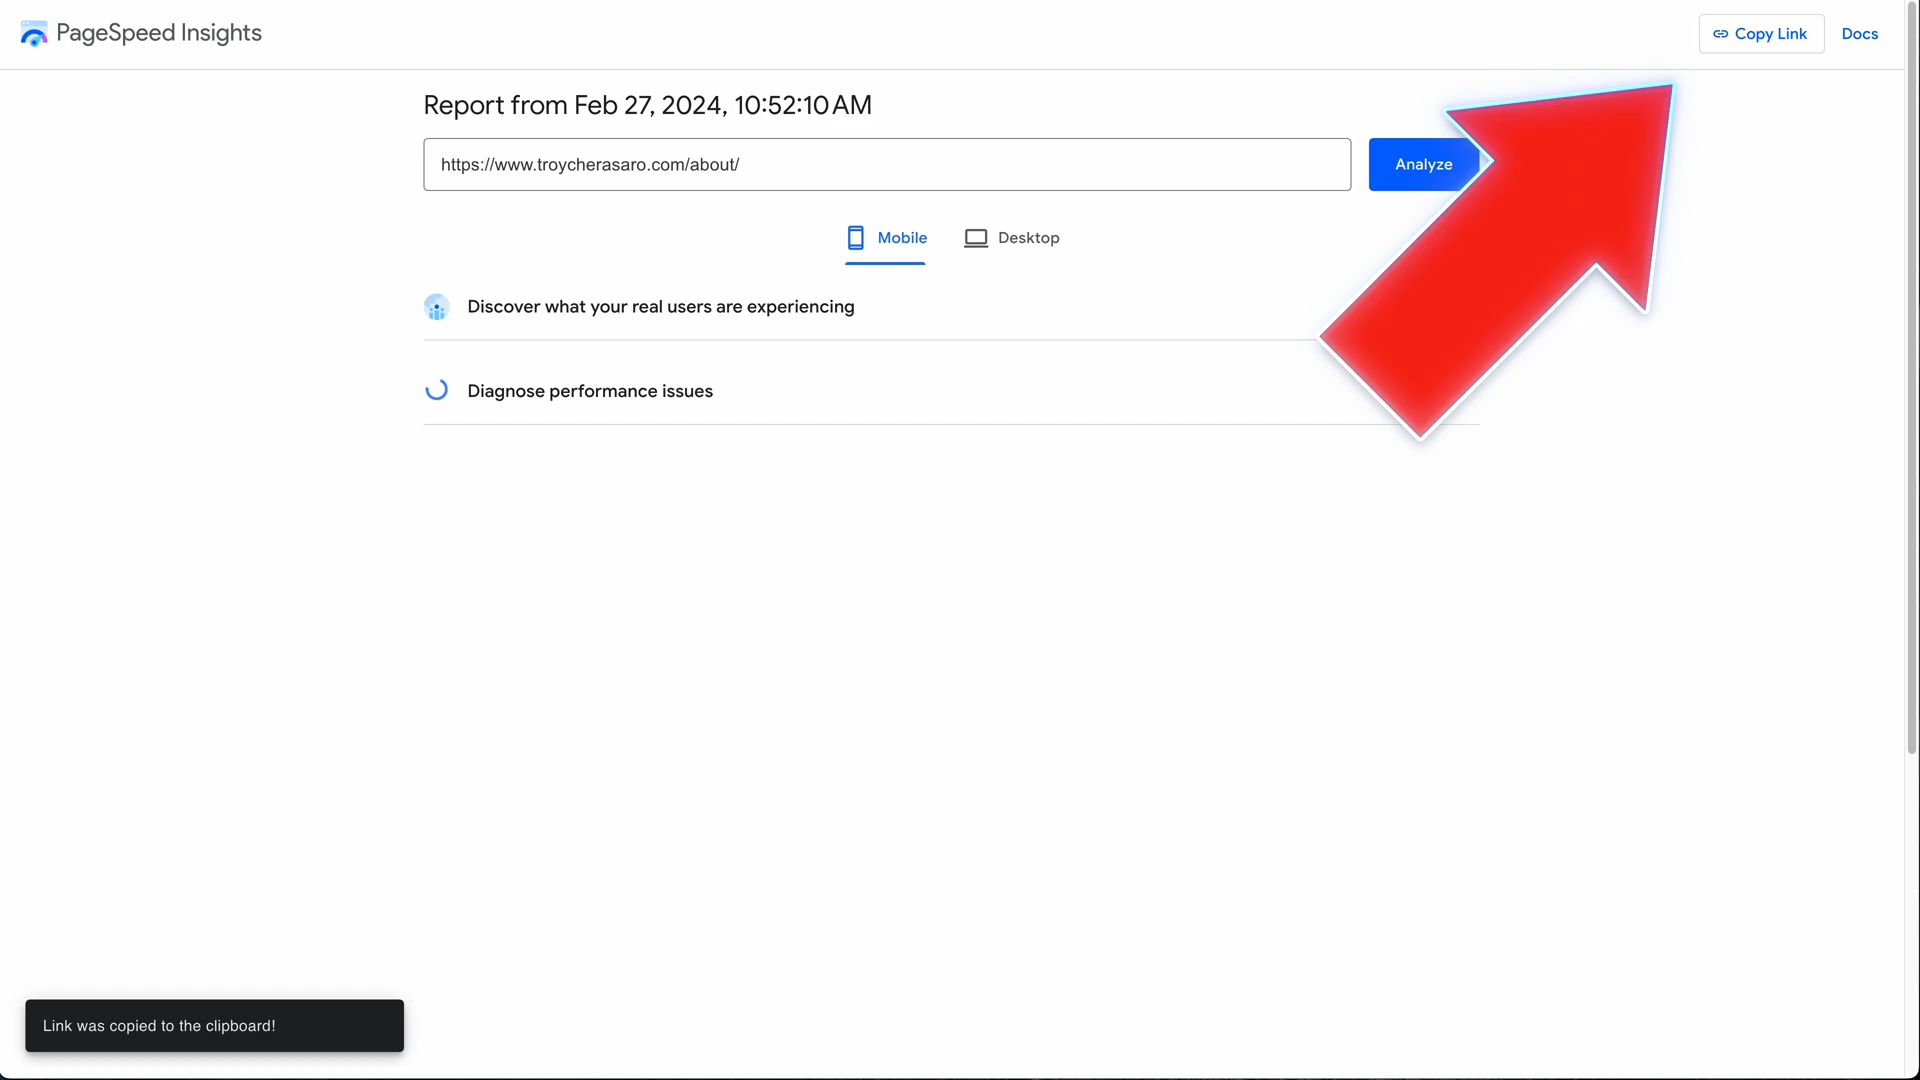 PageSpeed Insights
Copy Link
Docs
Report from Feb 27, 2024, 10:52:10 AM
https://www.troycherasaro.com/about/
Analyze
Mobile
Desktop
Discover what your real users are experiencing
Diagnose performance issues
Link was copied to the clipboard!